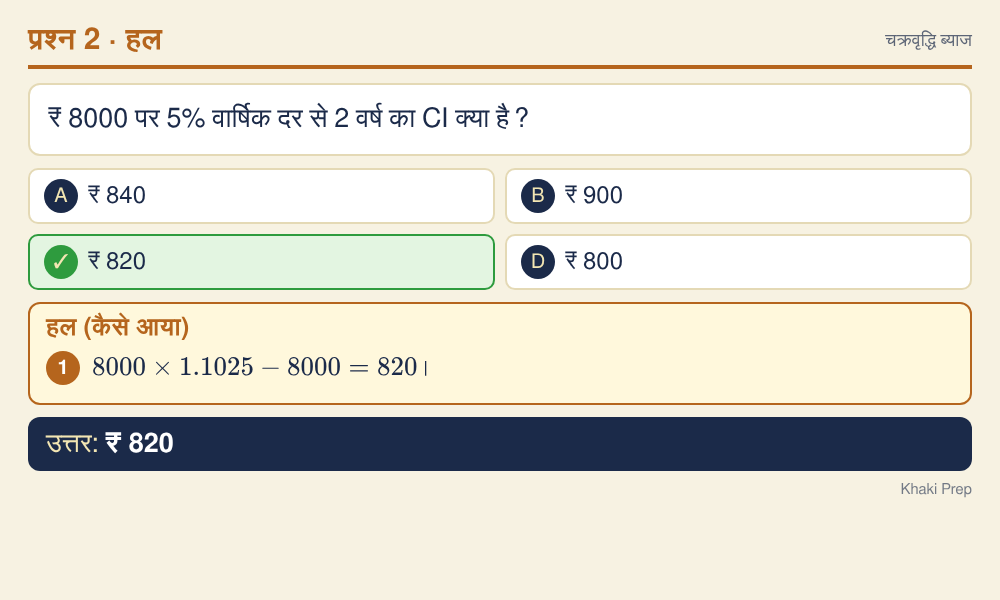 प्रश्न 2 · हल
चक्रवृद्धि ब्याज
₹ 8000 पर 5% वार्षिक दर से 2 वर्ष का CI क्या है ?
A ₹ 840
B ₹ 900
✓ ₹ 820
D ₹ 800
हल (कैसे आया)
1 8000 × 1.1025 − 8000 = 820।
उत्तर: ₹ 820
Khaki Prep